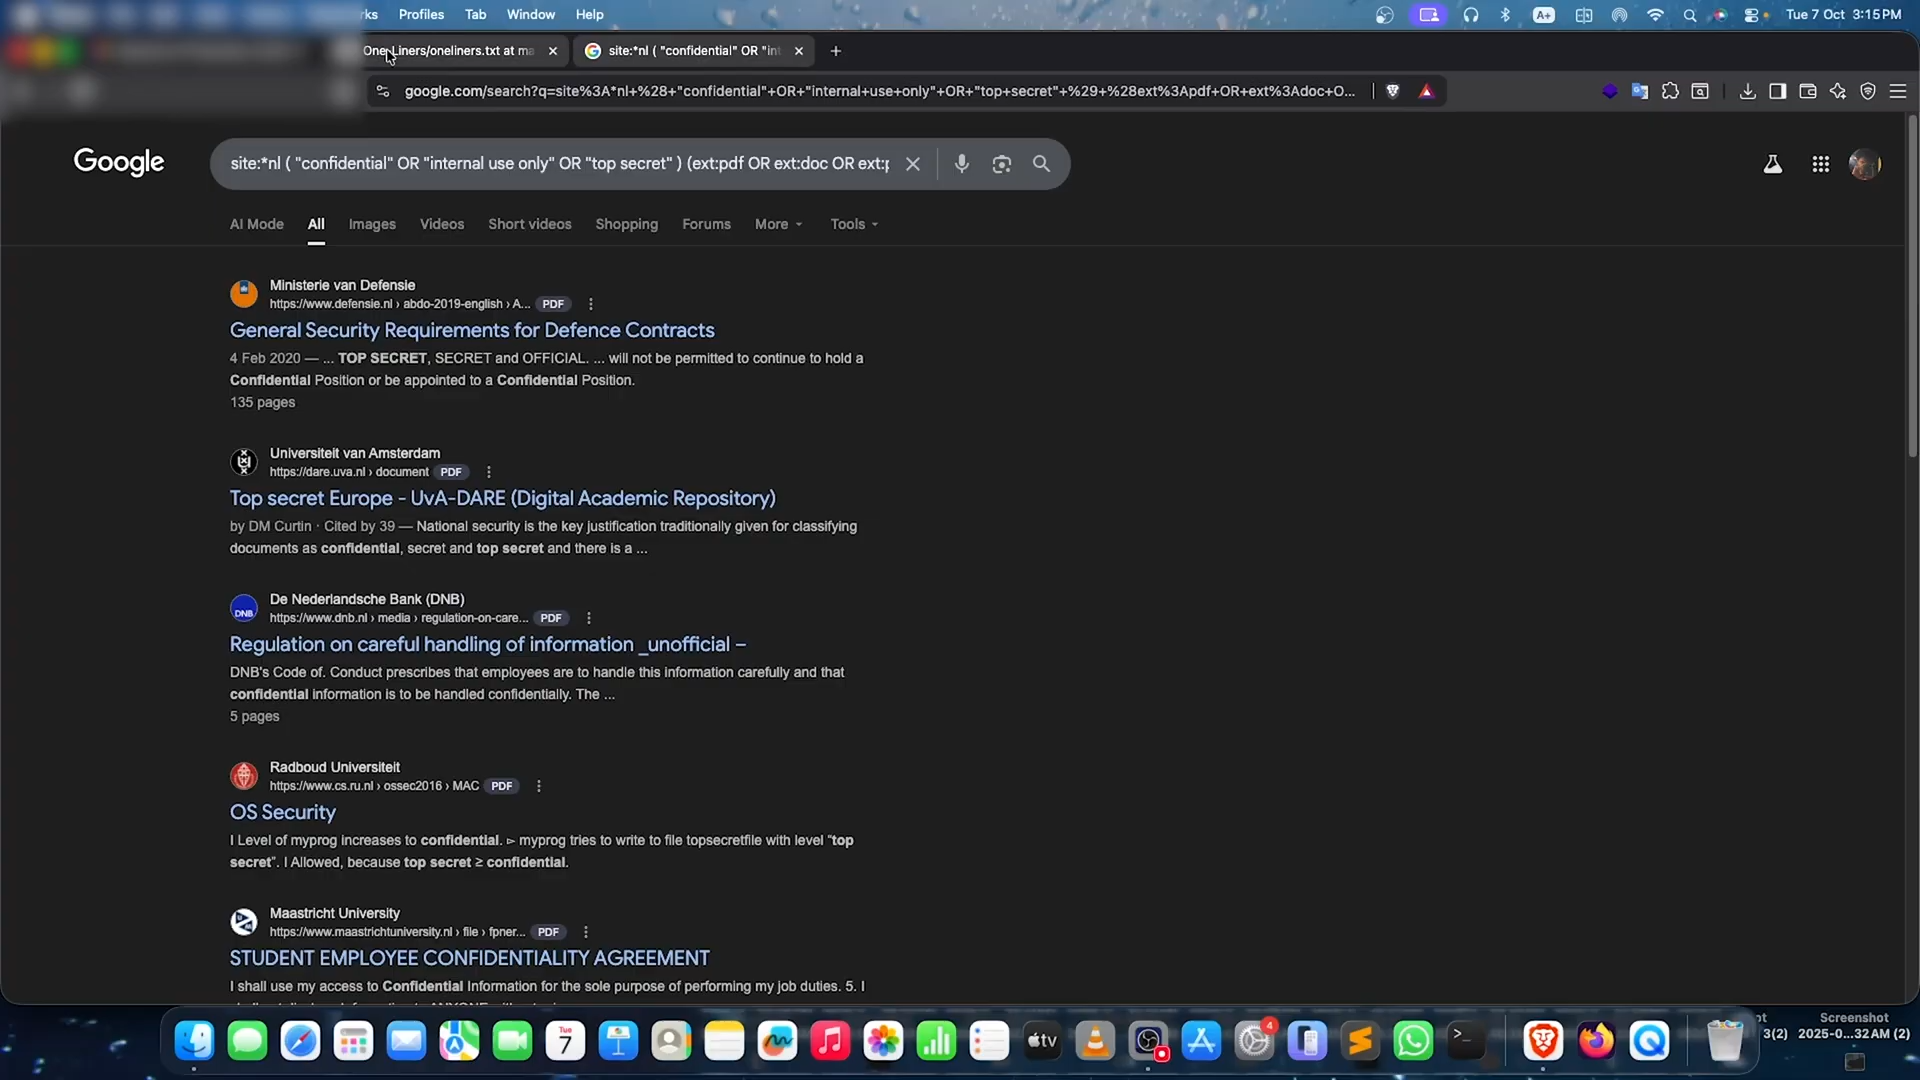 Profiles Tab Window Help
Tue 7 Oct 3:15 PM
One-Liners/oneliners.txt at ma
site:*nl ( "confidential" OR "int
google.com/search?q=site%3A*nl+%28+"confidential"+OR+"internal+use+only"+OR+"top+secret"+%29+%28ext%3Apdf+OR+ext%3Adoc+O...
Google
site:*nl ( "confidential" OR "internal use only" OR "top secret" ) (ext:pdf OR ext:doc OR ext:p
AI Mode All Images Videos Short videos Shopping Forums More Tools
Ministerie van Defensie
https://www.defensie.nl › abdo-2019-english › A... PDF
General Security Requirements for Defence Contracts
4 Feb 2020 — ... TOP SECRET, SECRET and OFFICIAL. ... will not be permitted to continue to hold a
Confidential Position or be appointed to a Confidential Position.
135 pages
Universiteit van Amsterdam
https://dare.uva.nl › document PDF
Top secret Europe - UvA-DARE (Digital Academic Repository)
by DM Curtin · Cited by 39 — National security is the key justification traditionally given for classifying
documents as confidential, secret and top secret and there is a ...
De Nederlandsche Bank (DNB)
DNB
https://www.dnb.nl › media › regulation-on-care... PDF
Regulation on careful handling of information _unofficial –
DNB's Code of. Conduct prescribes that employees are to handle this information carefully and that
confidential information is to be handled confidentially. The ...
5 pages
Radboud Universiteit
https://www.cs.ru.nl › ossec2016 › MAC PDF
OS Security
I Level of myprog increases to confidential. ▻ myprog tries to write to file topsecretfile with level "top
secret". I Allowed, because top secret ≥ confidential.
Maastricht University
https://www.maastrichtuniversity.nl › file › fpner... PDF
STUDENT EMPLOYEE CONFIDENTIALITY AGREEMENT
I shall use my access to Confidential Information for the sole purpose of performing my job duties. 5. I
Tue
7
tv
4
Screenshot
3(2) 2025-0...32 AM (2)